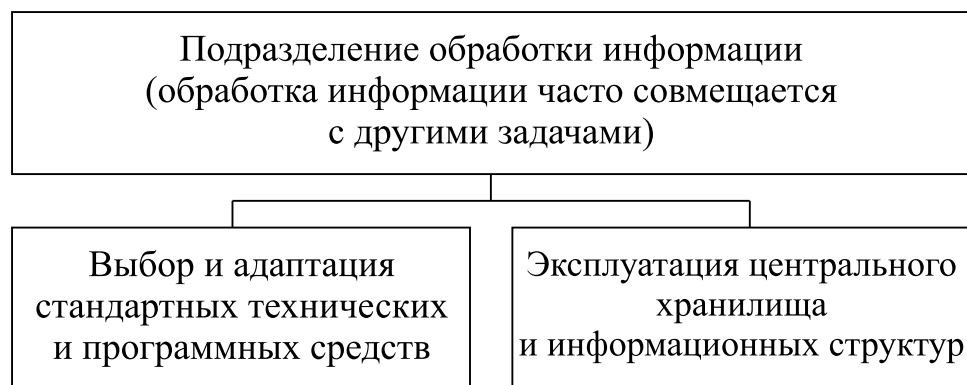 Подразделение обработки информации
(обработка информации часто совмещается
с другими задачами)
Выбор и адаптация
стандартных технических
и программных средств
Эксплуатация центрального
хранилища
и информационных структур